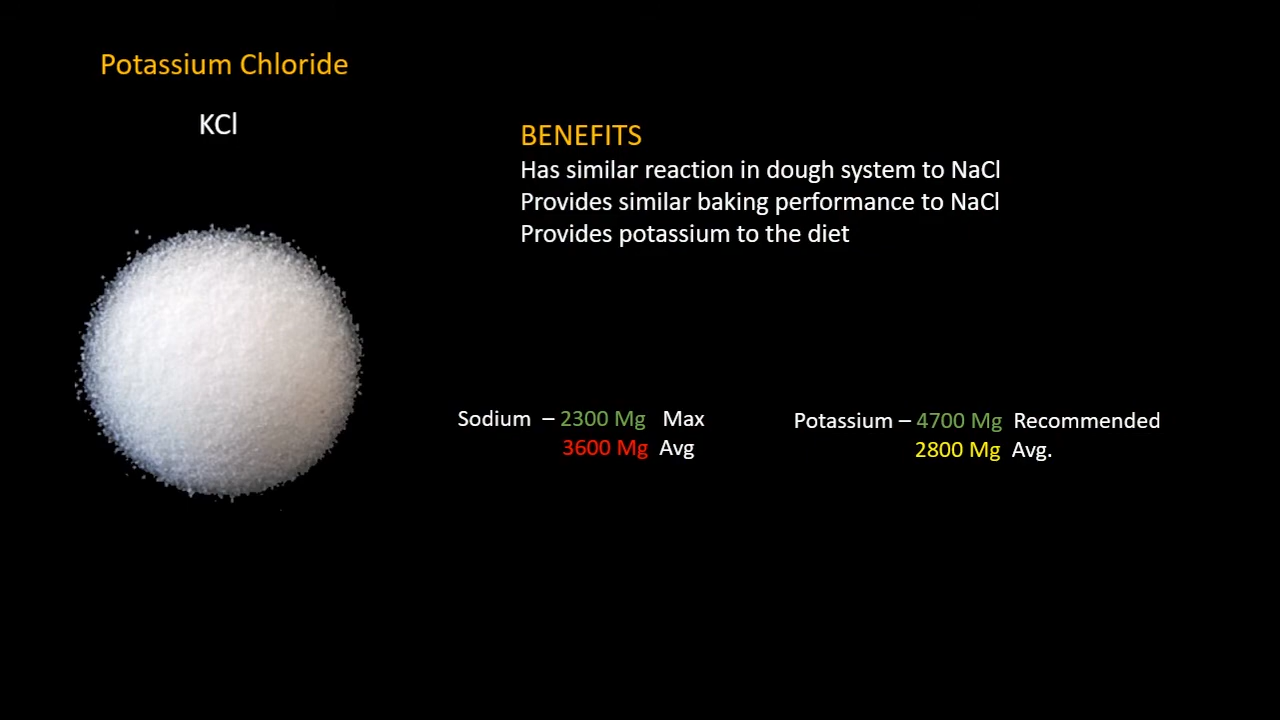 Potassium Chloride
KCl
BENEFITS
Has similar reaction in dough system to NaCl
Provides similar baking performance to NaCl
Provides potassium to the diet
Sodium – 2300 Mg Max
3600 Mg Avg
Potassium – 4700 Mg Recommended
2800 Mg Avg.